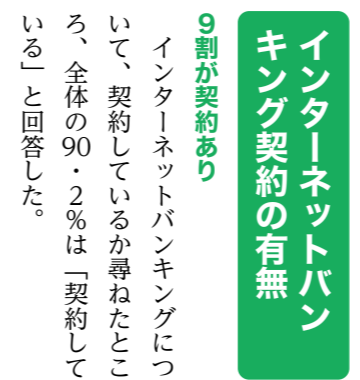 インターネットバン
キング契約の有無
９割が契約あり
　インターネットバンキングにつ
いて、契約しているか尋ねたとこ
ろ、全体の90・２％は「契約して
いる」と回答した。